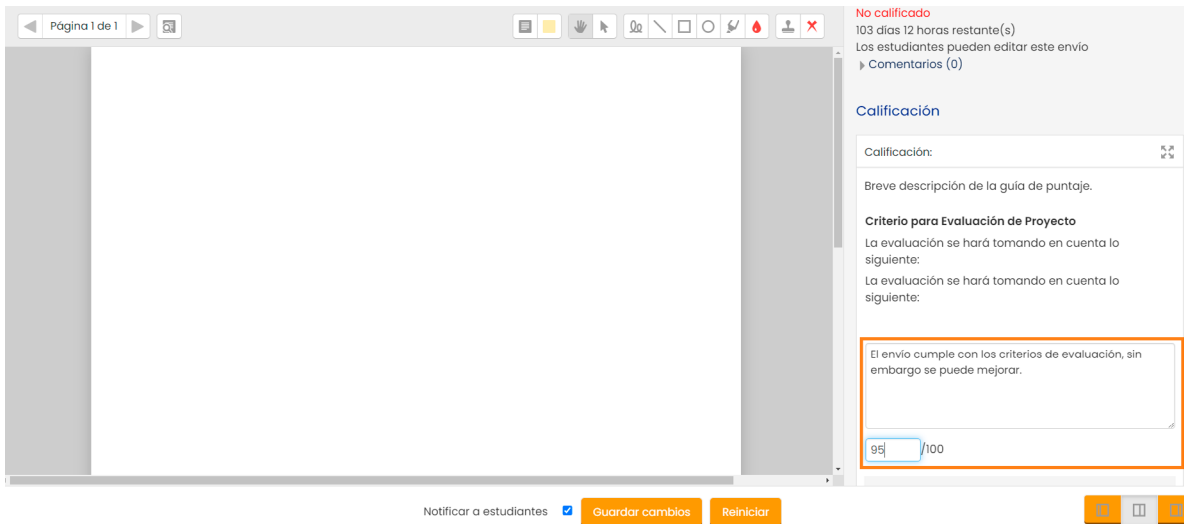 Página 1 de 1
No calificado
103 días 12 horas restante(s)
Los estudiantes pueden editar este envío
Comentarios (0)
Calificación
Calificación:
Breve descripción de la guía de puntaje.
Criterio para Evaluación de Proyecto
La evaluación se hará tomando en cuenta lo
siguiente:
La evaluación se hará tomando en cuenta lo
siguiente:
El envío cumple con los criterios de evaluación, sin
embargo se puede mejorar.
95 /100
Notificar a estudiantes Guardar cambios Reiniciar